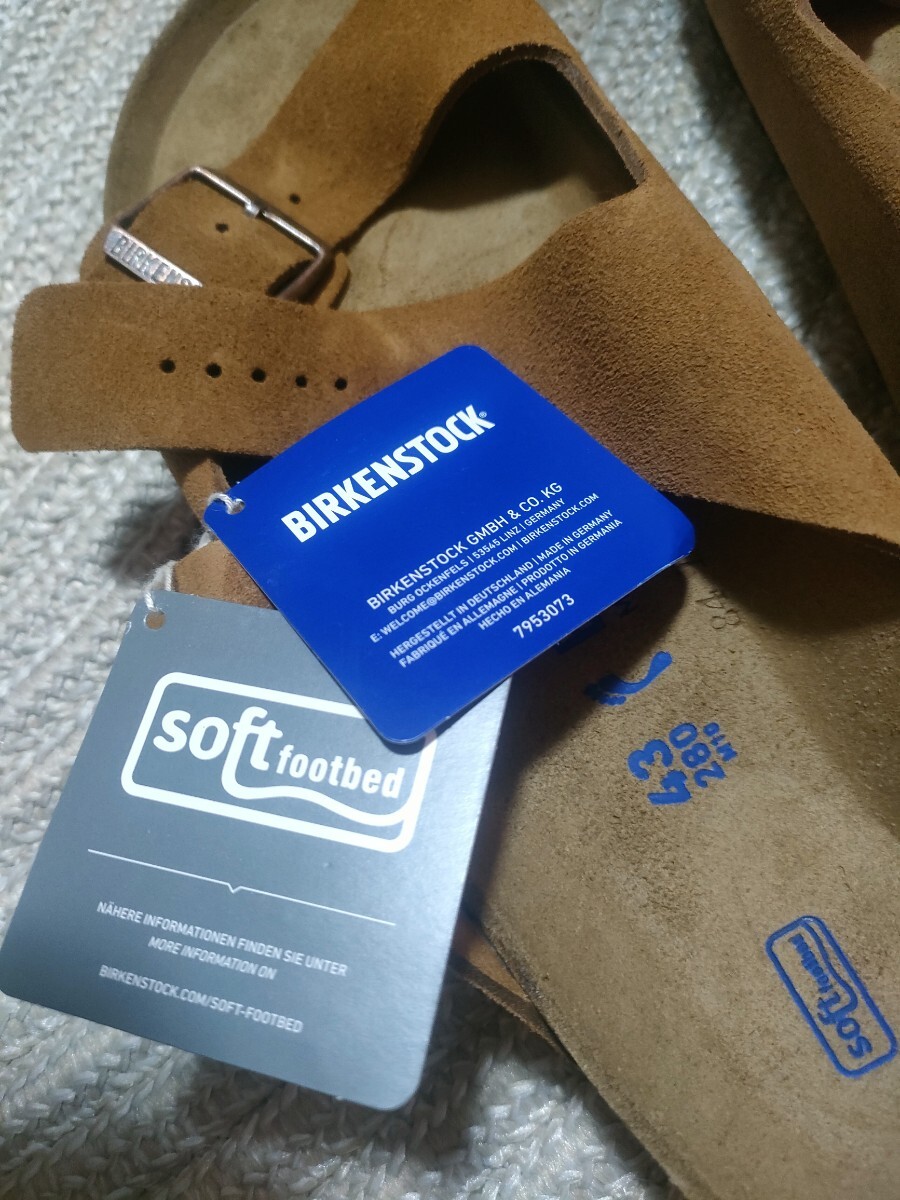 BIRKENS
BIRKENSTOCK®
BIRKENSTOCK GMBH & CO. KG
BURG OCKENFELS | 53545 LINZ | GERMANY
E: WELCOME@BIRKENSTOCK.COM | BIRKENSTOCK.COM
HERGESTELLT IN DEUTSCHLAND | MADE IN GERMANY
FABRIQUÉ EN ALLEMAGNE | PRODOTTO IN GERMANIA
HECHO EN ALEMANIA
7953073
soft footbed
NÄHERE INFORMATIONEN FINDEN SIE UNTER
MORE INFORMATION ON
BIRKENSTOCK.COM/SOFT-FOOTBED
43
280
soft footbed